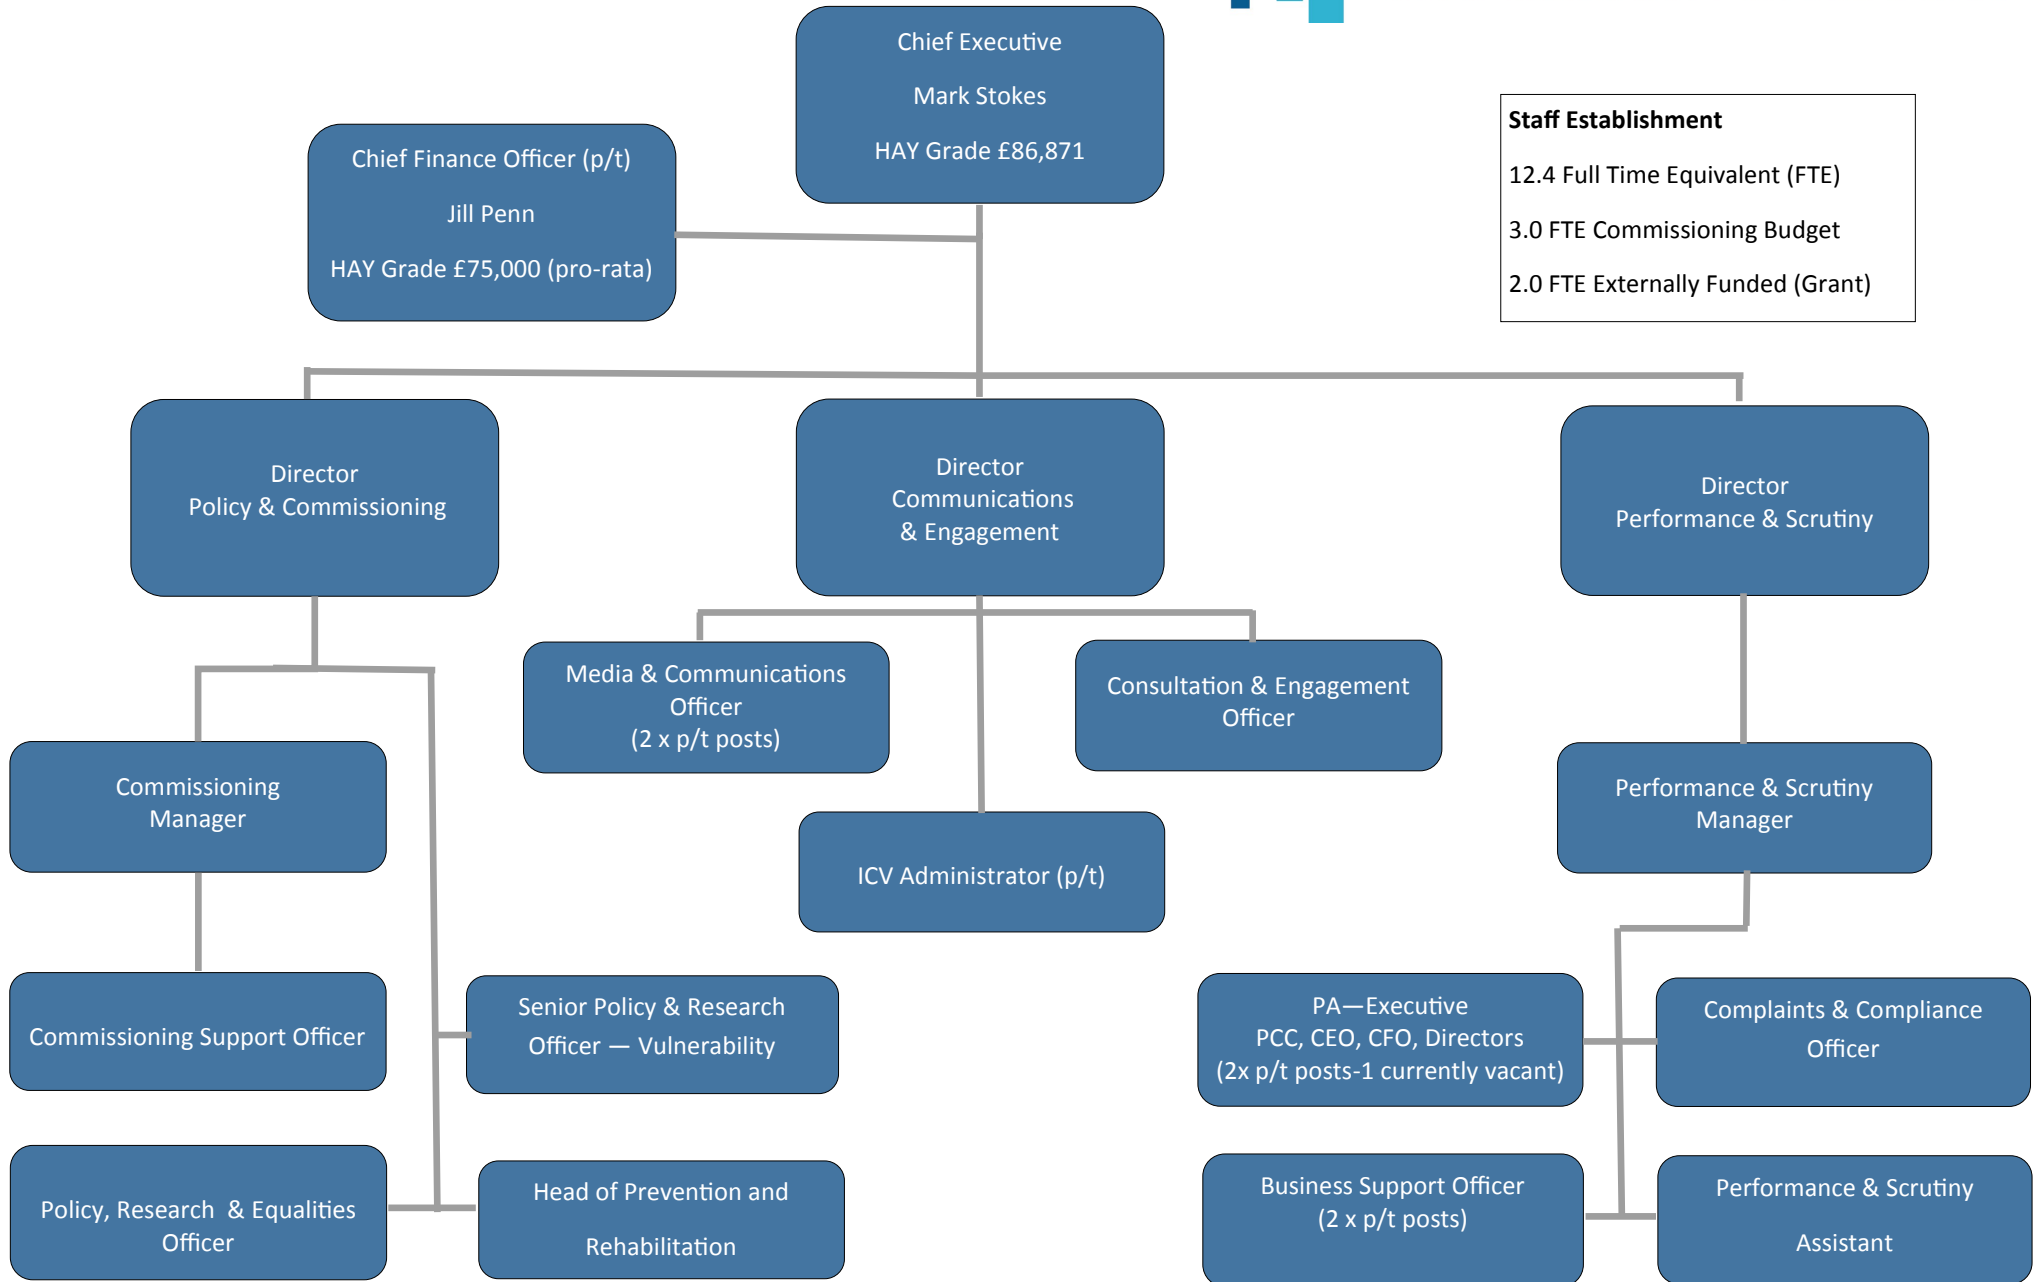 Chief Executive
Mark Stokes
HAY Grade £86,871
Chief Finance Officer (p/t)
Jill Penn
HAY Grade £75,000 (pro-rata)
Staff Establishment
12.4 Full Time Equivalent (FTE)
3.0 FTE Commissioning Budget
2.0 FTE Externally Funded (Grant)
Director
Policy & Commissioning
Director
Communications
& Engagement
Director
Performance & Scrutiny
Media & Communications
Officer
(2 x p/t posts)
Consultation & Engagement
Officer
Commissioning
Manager
ICV Administrator (p/t)
Performance & Scrutiny
Manager
Commissioning Support Officer
Senior Policy & Research
Officer — Vulnerability
PA—Executive
PCC, CEO, CFO, Directors
(2x p/t posts-1 currently vacant)
Complaints & Compliance
Officer
Policy, Research  & Equalities
Officer
Head of Prevention and
Rehabilitation
Business Support Officer
(2 x p/t posts)
Performance & Scrutiny
Assistant